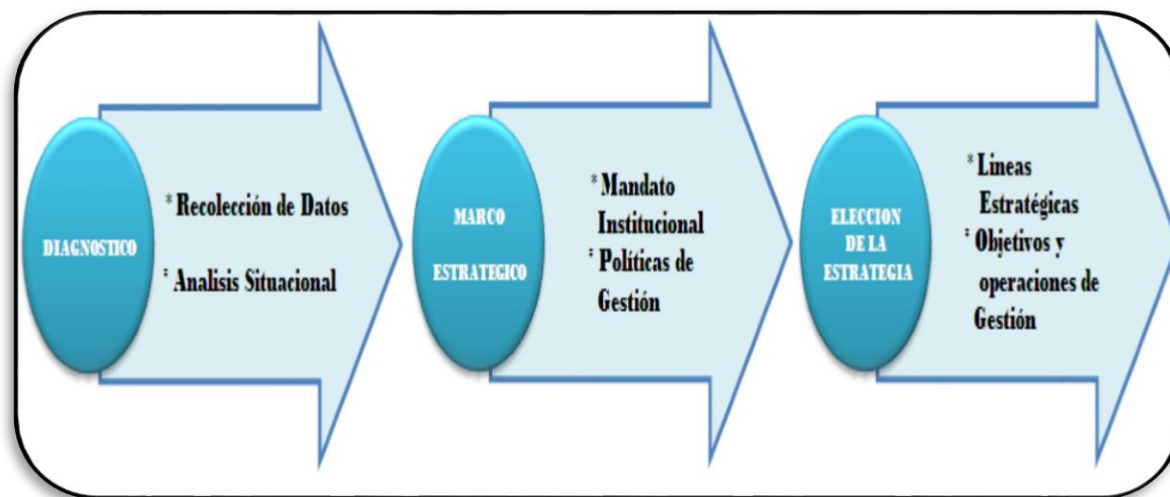 DIAGNOSTICO
* Recolección de Datos
* Analisis Situacional
MARCO
ESTRATEGICO
* Mandato
Institucional
* Políticas de
Gestión
ELECCION
DE LA
ESTRATEGIA
* Lineas
Estratégicas
* Objetivos y
operaciones de
Gestión